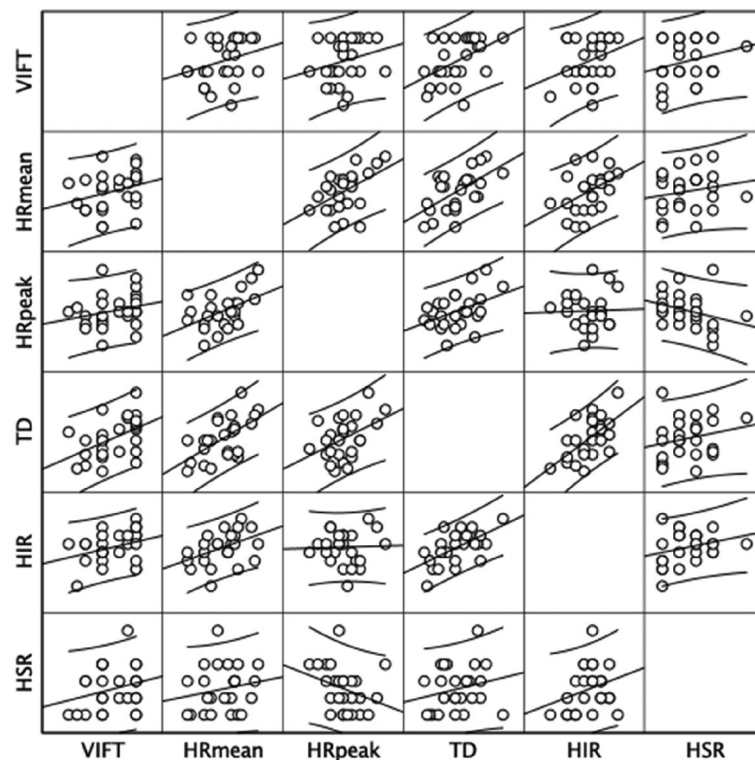 VIFT
HRmean
HRpeak
TD
HIR
HSR
VIFT HRmean HRpeak TD HIR HSR